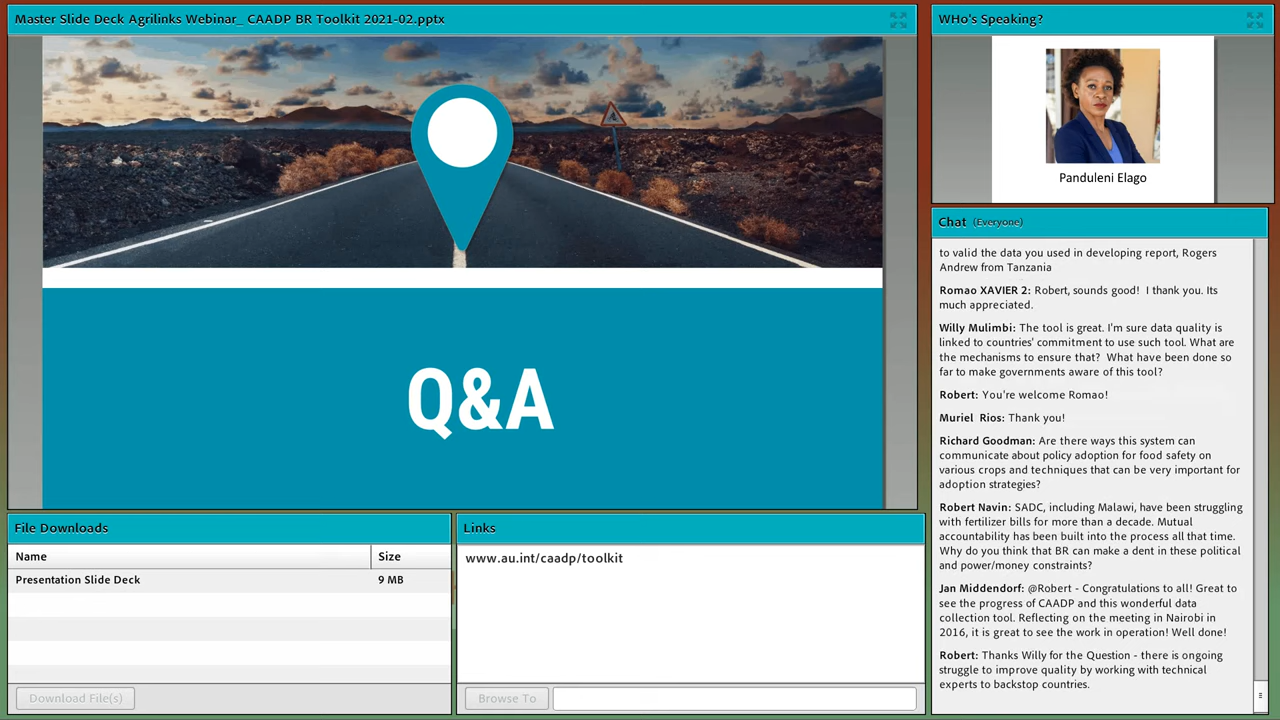 Master Slide Deck Agrilinks Webinar_ CAADP BR Toolkit 2021-02.pptx
Q&A
File Downloads
Name Size
Presentation Slide Deck 9 MB
Download File(s)
Links
www.au.int/caadp/toolkit
Browse To
WHo's Speaking?
Panduleni Elago
Chat (Everyone)
to valid the data you used in developing report, Rogers
Andrew from Tanzania
Romao XAVIER 2: Robert, sounds good! I thank you. Its
much appreciated.
Willy Mulimbi: The tool is great. I'm sure data quality is
linked to countries' commitment to use such tool. What are
the mechanisms to ensure that? What have been done so
far to make governments aware of this tool?
Robert: You're welcome Romao!
Muriel Rios: Thank you!
Richard Goodman: Are there ways this system can
communicate about policy adoption for food safety on
various crops and techniques that can be very important for
adoption strategies?
Robert Navin: SADC, including Malawi, have been struggling
with fertilizer bills for more than a decade. Mutual
accountability has been built into the process all that time.
Why do you think that BR can make a dent in these political
and power/money constraints?
Jan Middendorf: @Robert - Congratulations to all! Great to
see the progress of CAADP and this wonderful data
collection tool. Reflecting on the meeting in Nairobi in
2016, it is great to see the work in operation! Well done!
Robert: Thanks Willy for the Question - there is ongoing
struggle to improve quality by working with technical
experts to backstop countries.